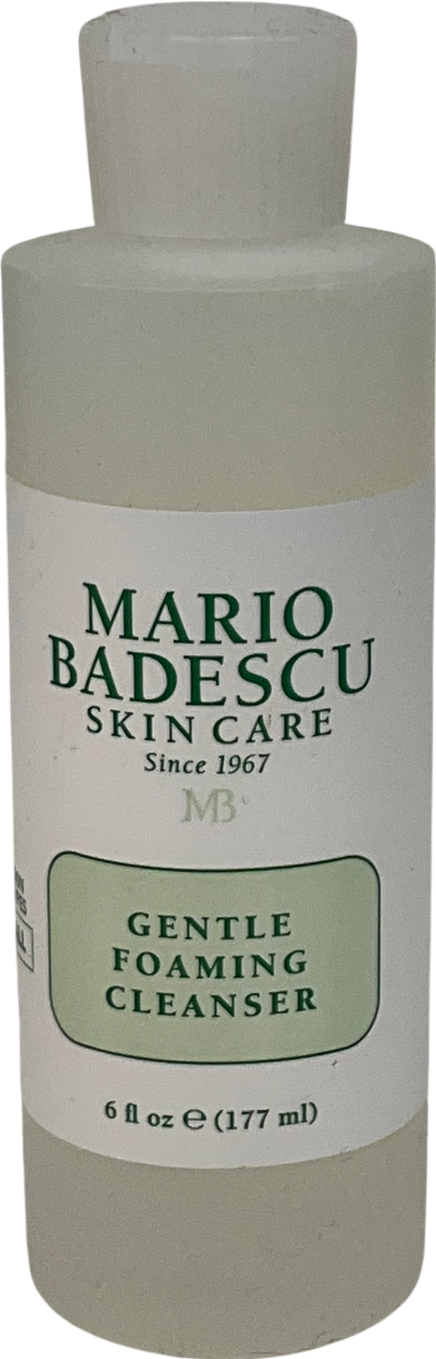 MARIO
BADESCU
SKIN CARE
Since 1967
MB
GENTLE
FOAMING
CLEANSER
6 fl oz ℮ (177 ml)